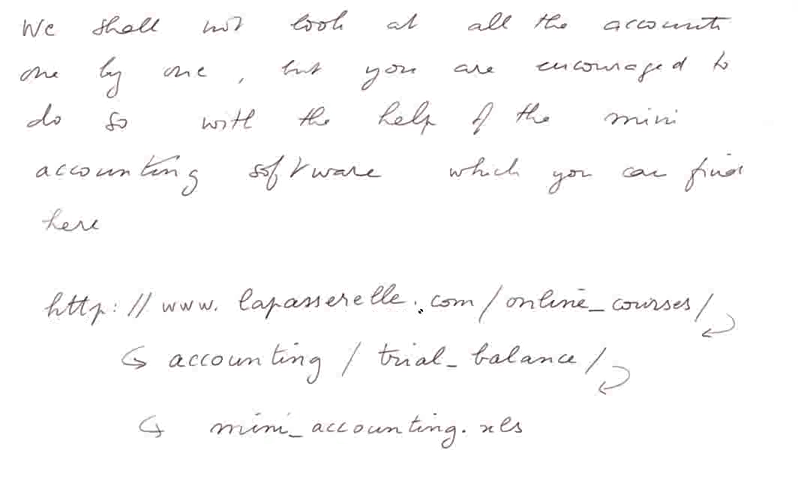 We shall not look at all the accounts
one by one, but you are encouraged to
do so with the help of the mini
accounting software which you can find
here
http://www.lapasserelle.com/online_courses/
accounting/trial_balance/
mini_accounting.xls